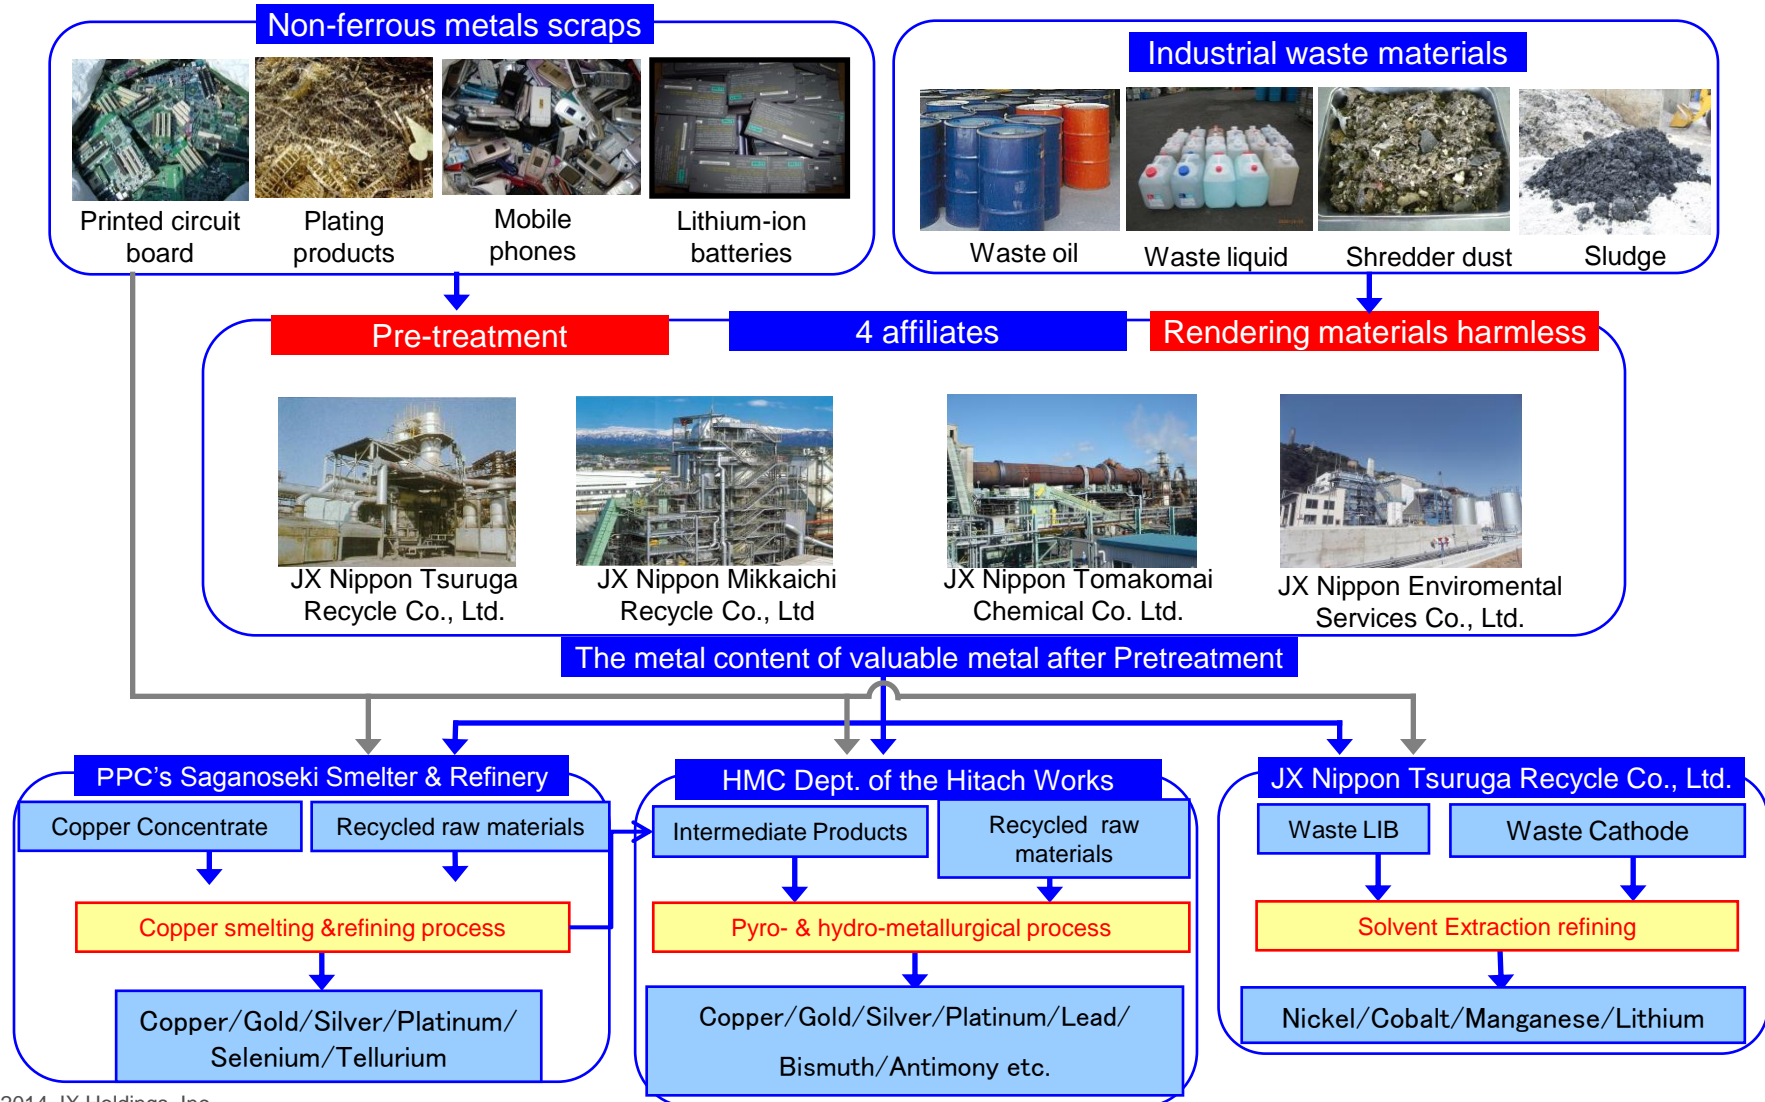 Non-ferrous metals scraps
Industrial waste materials
Printed circuit
board
Plating
products
Mobile
phones
Lithium-ion
batteries
Waste oil
Waste liquid
Shredder dust
Sludge
Pre-treatment
4 affiliates
Rendering materials harmless
JX Nippon Tsuruga
Recycle Co., Ltd.
JX Nippon Mikkaichi
Recycle Co., Ltd
JX Nippon Tomakomai
Chemical Co. Ltd.
JX Nippon Enviromental
Services Co., Ltd.
The metal content of valuable metal after Pretreatment
PPC's Saganoseki Smelter & Refinery
Copper Concentrate
Recycled raw materials
Copper smelting &refining process
Copper/Gold/Silver/Platinum/
Selenium/Tellurium
HMC Dept. of the Hitach Works
Intermediate Products
Recycled raw
materials
Pyro- & hydro-metallurgical process
Copper/Gold/Silver/Platinum/Lead/
Bismuth/Antimony etc.
JX Nippon Tsuruga Recycle Co., Ltd.
Waste LIB
Waste Cathode
Solvent Extraction refining
Nickel/Cobalt/Manganese/Lithium
2014 JX Holdings, Inc